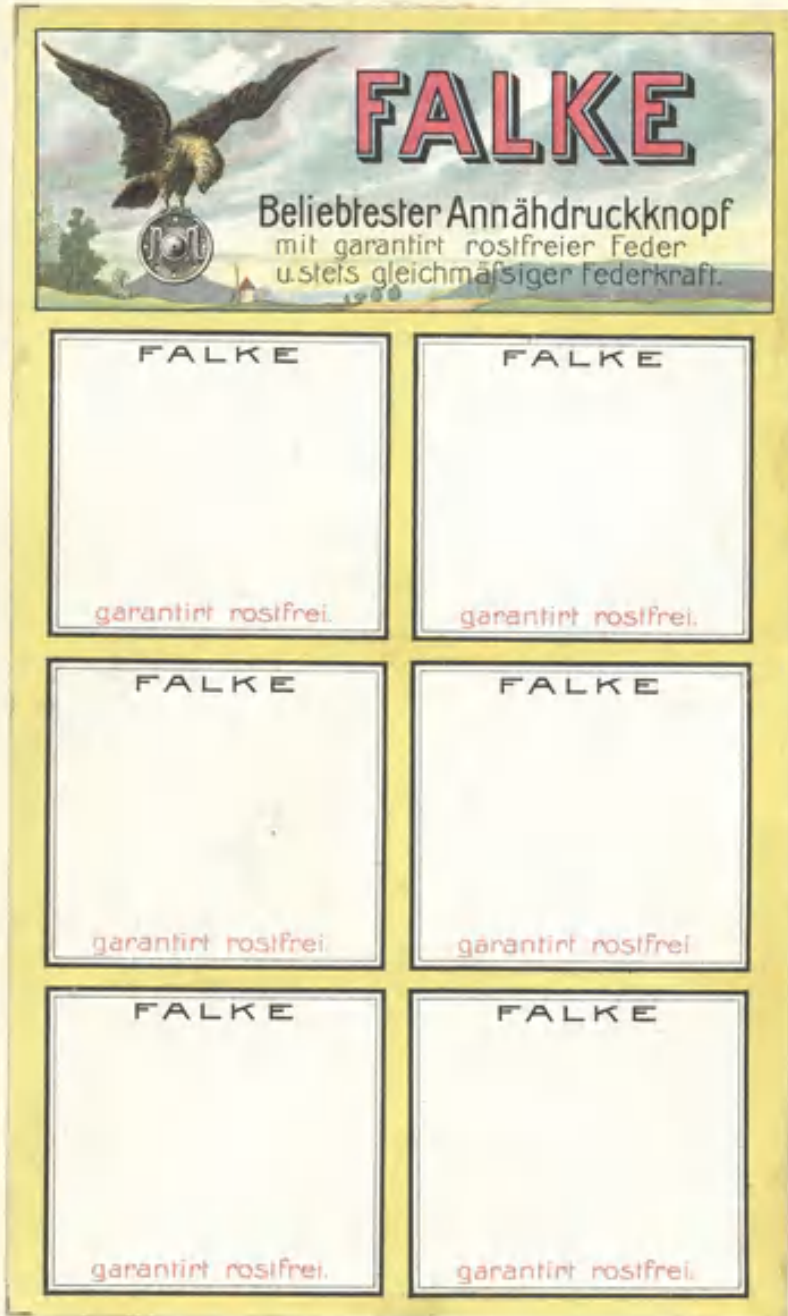 FALKE
Beliebtester Annähdruckknopf
mit garantirt rostfreier Feder
u. stets gleichmäſsiger Federkraft.
FALKE
garantirt rostfrei.
FALKE
garantirt rostfrei.
FALKE
garantirt rostfrei
FALKE
garantirt rostfrei
FALKE
garantirt rostfrei.
FALKE
garantirt rostfrei.